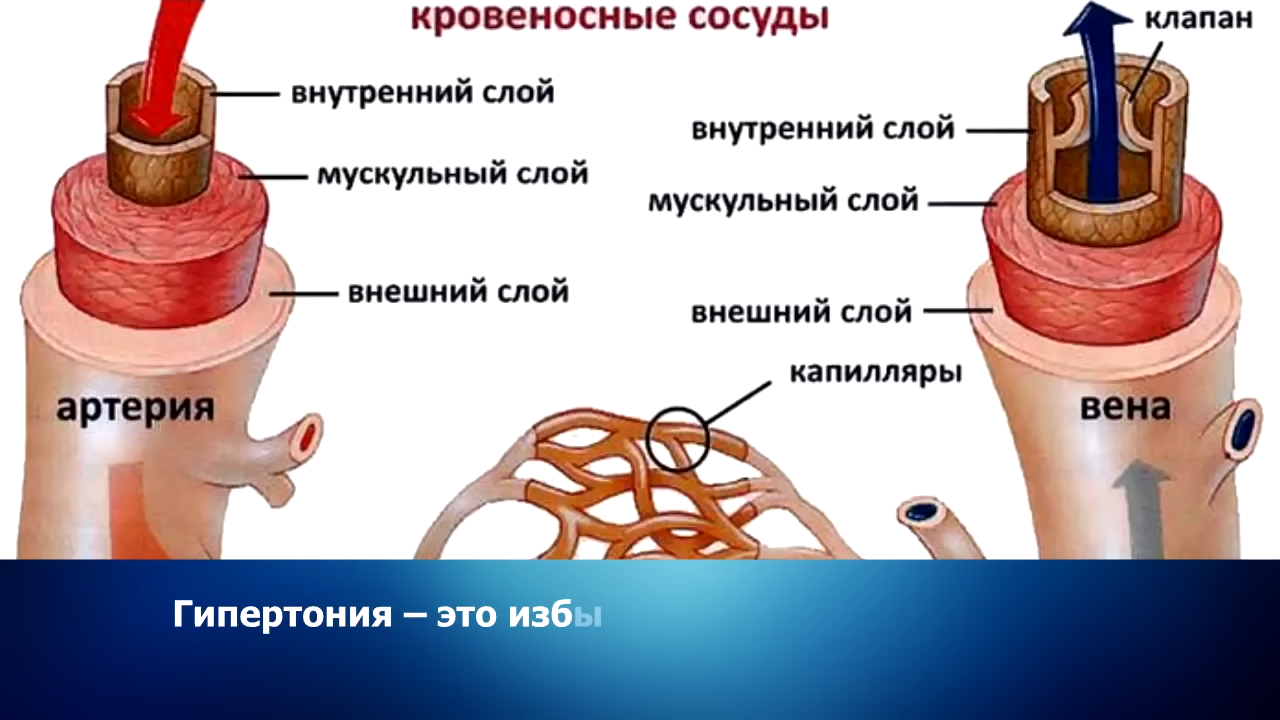 кровеносные сосуды
клапан
внутренний слой
внутренний слой
мускульный слой
мускульный слой
внешний слой
внешний слой
капилляры
артерия
вена
Гипертония – это избы